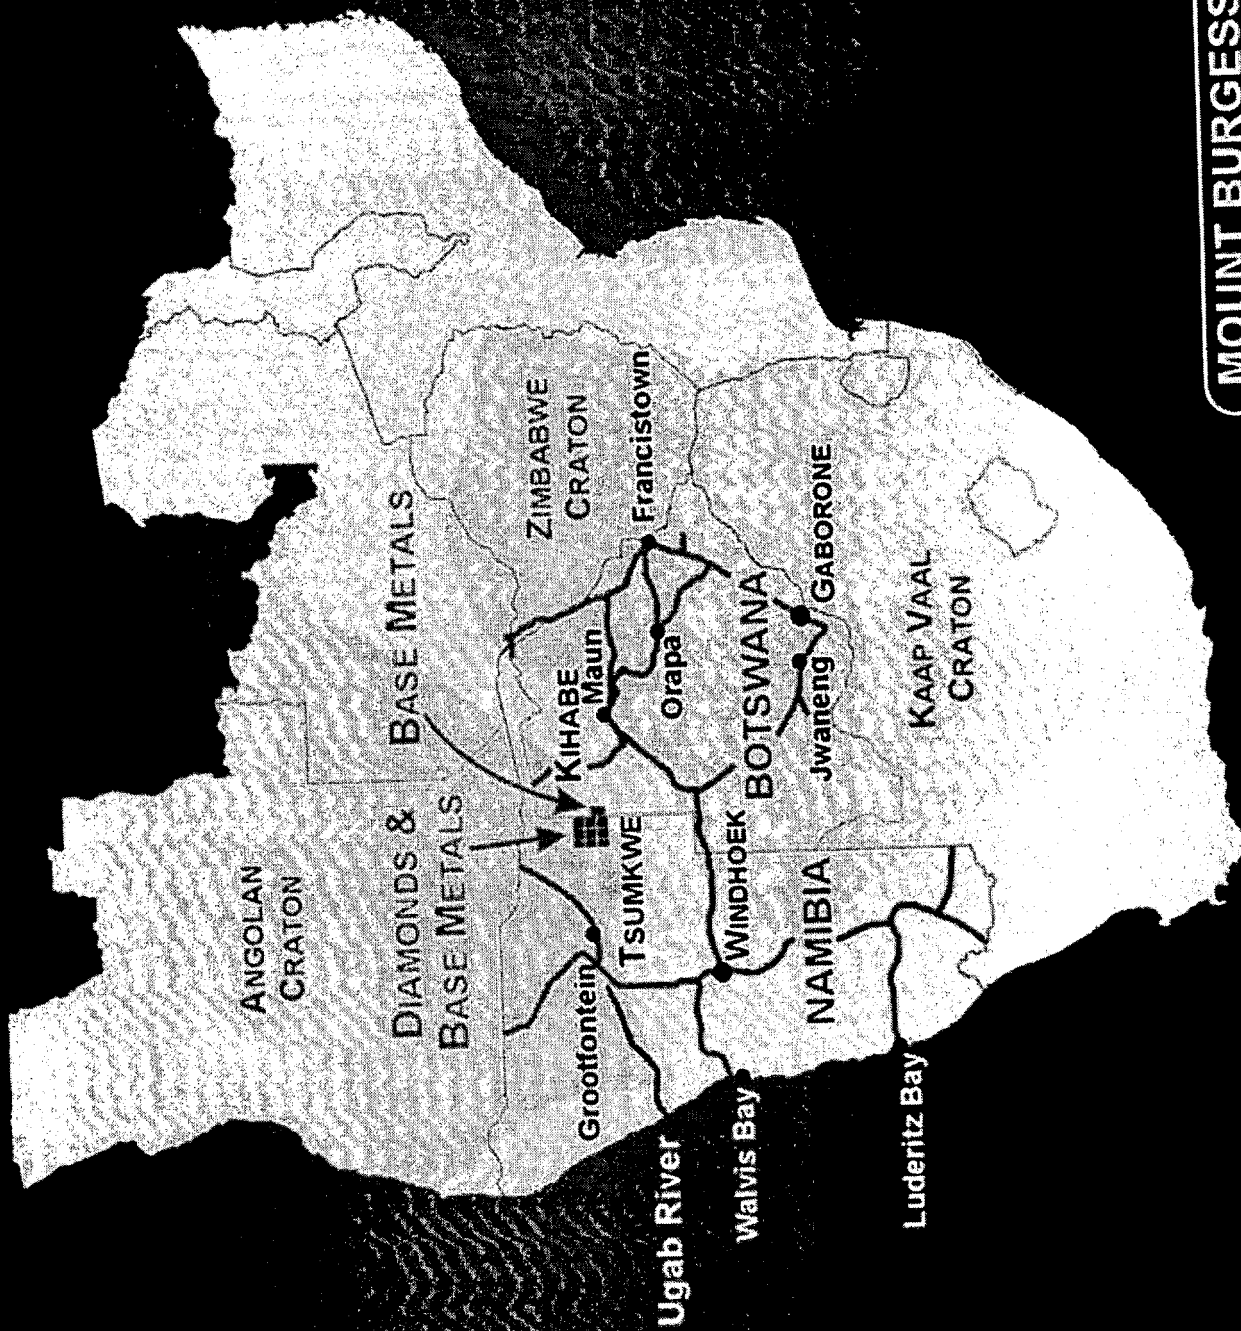 ANGOLAN
CRATON
DIAMONDS &
BASE METALS
BASE METALS
ZIMBABWE
CRATON
KIHABE
Maun
Francistown
Grootfontein
TSUMKWE
Orapa
Ugab River
WINDHOEK
BOTSWANA
Walvis Bay
NAMIBIA
Jwaneng
GABORONE
Luderitz Bay
KAAP VAAL
CRATON
MOUNT BURGESS